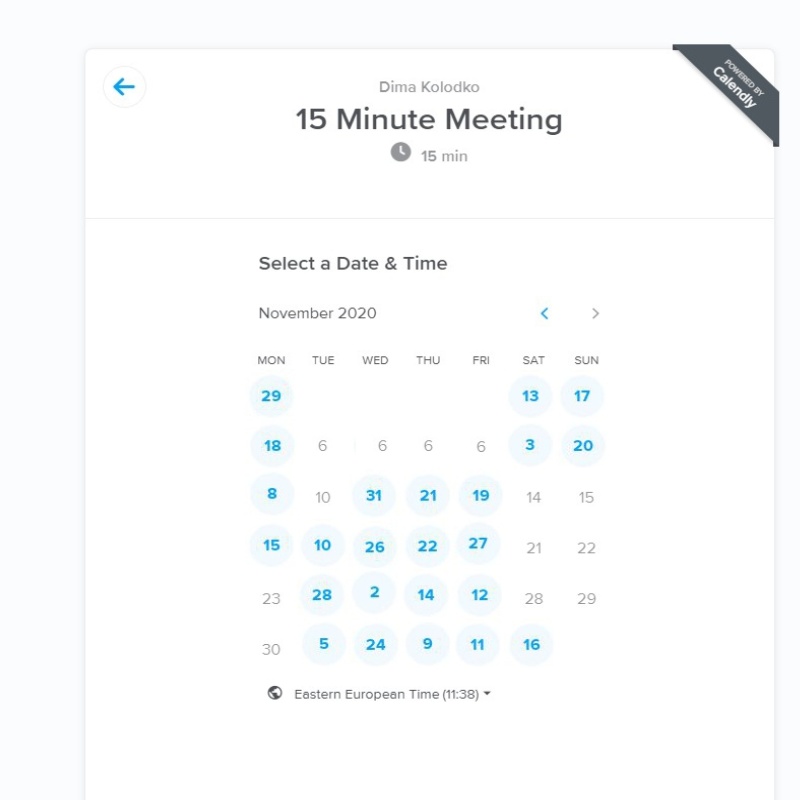 POWERED BY
Calendly
Dima Kolodko
15 Minute Meeting
15 min
Select a Date & Time
November 2020
MON TUE WED THU FRI SAT SUN
29 13 17
18 6 6 6 6 3 20
8 10 31 21 19 14 15
15 10 26 22 27 21 22
23 28 2 14 12 28 29
30 5 24 9 11 16
Eastern European Time (11:38)